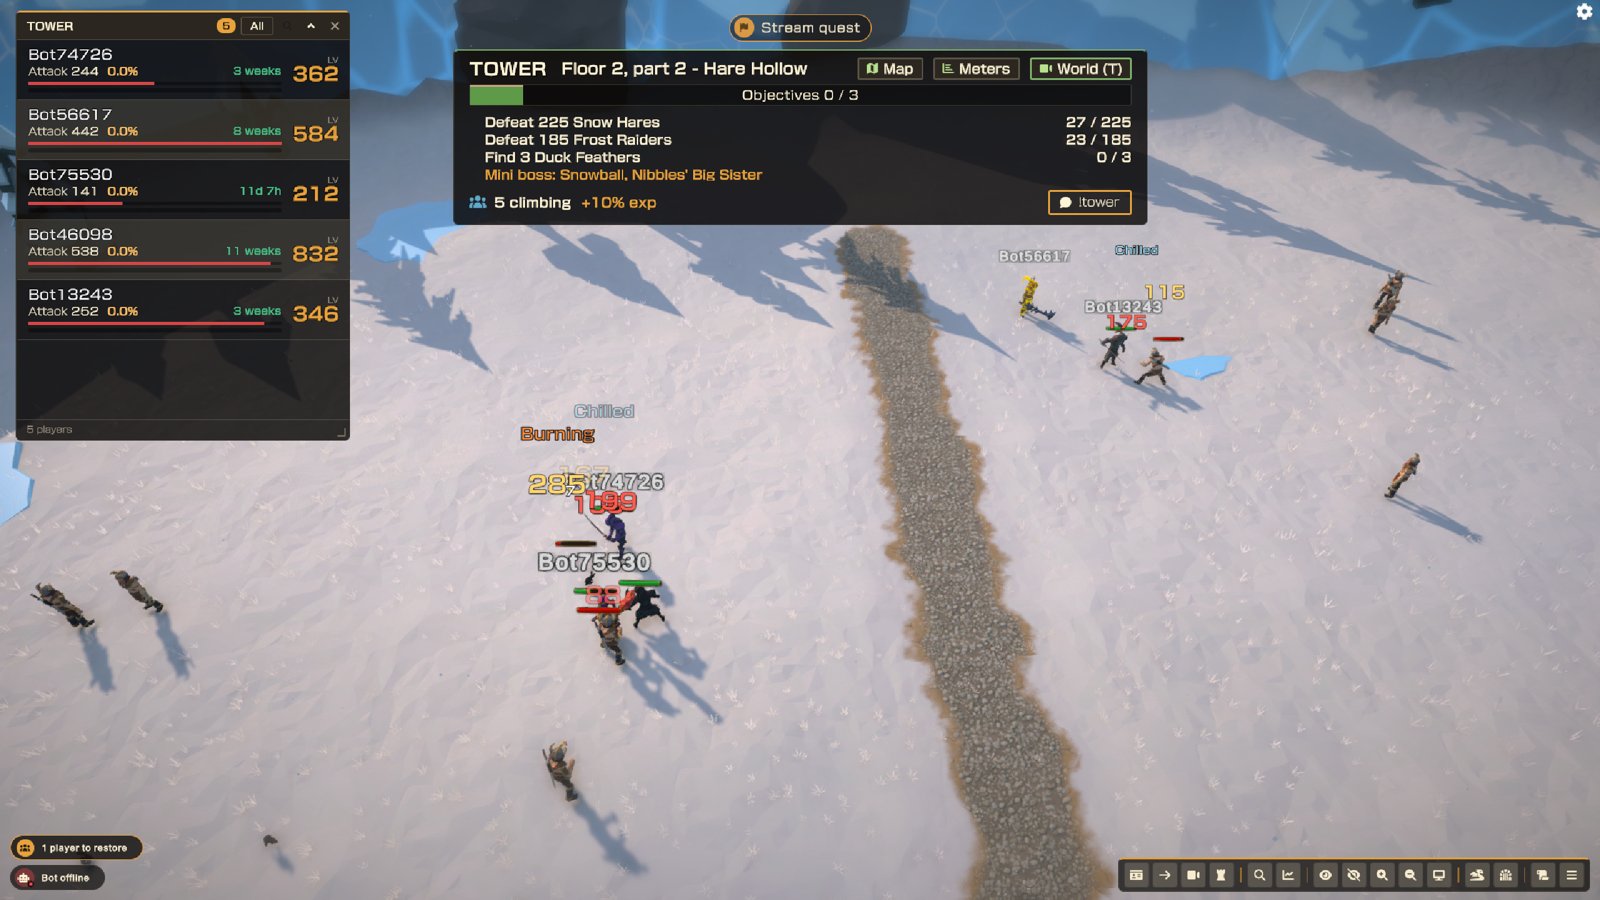 TOWER
5
All
Bot74726
Attack 244 0.0%
3 weeks
LV
362
Bot56617
Attack 442 0.0%
8 weeks
LV
584
Bot75530
Attack 141 0.0%
11d 7h
LV
212
Bot46098
Attack 538 0.0%
11 weeks
LV
832
Bot13243
Attack 252 0.0%
3 weeks
LV
346
5 players
Stream quest
TOWER Floor 2, part 2 - Hare Hollow
Map
Meters
World (T)
Objectives 0 / 3
Defeat 225 Snow Hares 27 / 225
Defeat 185 Frost Raiders 23 / 185
Find 3 Duck Feathers 0 / 3
Mini boss: Snowball, Nibbles' Big Sister
5 climbing +10% exp
!tower
Bot56617
Chilled
115
Bot13243
175
Chilled
Burning
285
Bot75530
1 player to restore
Bot offline